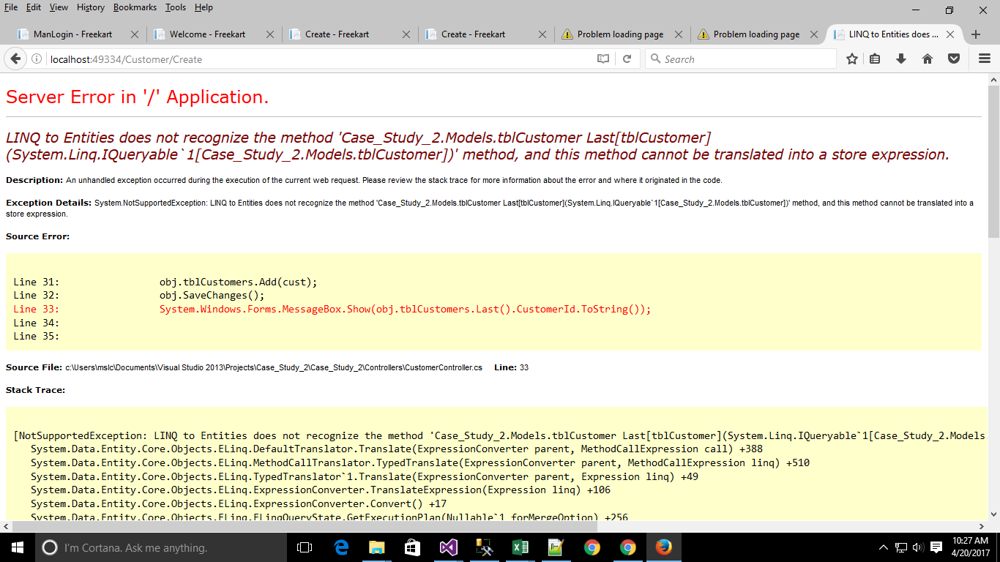 File Edit View History Bookmarks Tools Help
ManLogin - Freekart
Welcome - Freekart
Create - Freekart
Create - Freekart
Problem loading page
Problem loading page
LINQ to Entities does ...
localhost:49334/Customer/Create
Search
Server Error in '/' Application.
LINQ to Entities does not recognize the method 'Case_Study_2.Models.tblCustomer Last[tblCustomer]
(System.Linq.IQueryable`1[Case_Study_2.Models.tblCustomer])' method, and this method cannot be translated into a store expression.
Description: An unhandled exception occurred during the execution of the current web request. Please review the stack trace for more information about the error and where it originated in the code.
Exception Details: System.NotSupportedException: LINQ to Entities does not recognize the method 'Case_Study_2.Models.tblCustomer Last[tblCustomer](System.Linq.IQueryable`1[Case_Study_2.Models.tblCustomer])' method, and this method cannot be translated into a
store expression.
Source Error:
Line 31: obj.tblCustomers.Add(cust);
Line 32: obj.SaveChanges();
Line 33: System.Windows.Forms.MessageBox.Show(obj.tblCustomers.Last().CustomerId.ToString());
Line 34:
Line 35:
Source File: c:\Users\mslc\Documents\Visual Studio 2013\Projects\Case_Study_2\Case_Study_2\Controllers\CustomerController.cs Line: 33
Stack Trace:
[NotSupportedException: LINQ to Entities does not recognize the method 'Case_Study_2.Models.tblCustomer Last[tblCustomer](System.Linq.IQueryable`1[Case_Study_2.Models.
System.Data.Entity.Core.Objects.ELinq.DefaultTranslator.Translate(ExpressionConverter parent, MethodCallExpression call) +388
System.Data.Entity.Core.Objects.ELinq.MethodCallTranslator.TypedTranslate(ExpressionConverter parent, MethodCallExpression linq) +510
System.Data.Entity.Core.Objects.ELinq.TypedTranslator`1.Translate(ExpressionConverter parent, Expression linq) +49
System.Data.Entity.Core.Objects.ELinq.ExpressionConverter.TranslateExpression(Expression linq) +106
System.Data.Entity.Core.Objects.ELinq.ExpressionConverter.Convert() +17
System.Data.Entity.Core.Objects.ELinq.ELinqQueryState.GetExecutionPlan(Nullable`1 forMergeOption) +256
I'm Cortana. Ask me anything.
10:27 AM
4/20/2017